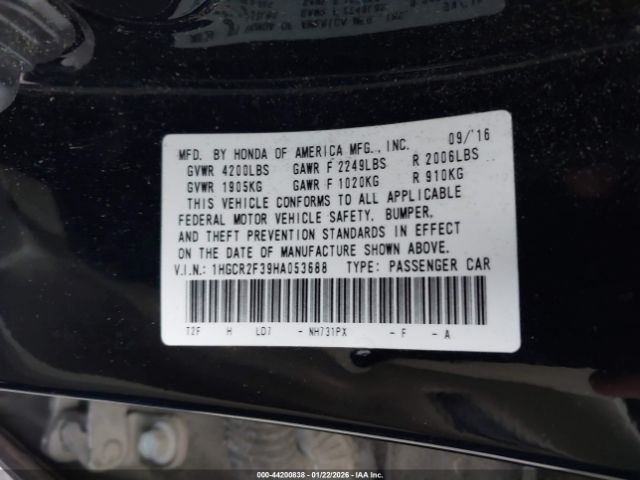 MFD. BY HONDA OF AMERICA MFG., INC. 09/'16
GVWR 4200LBS GAWR F 2249LBS R 2006LBS
GVWR 1905KG GAWR F 1020KG R 910KG
THIS VEHICLE CONFORMS TO ALL APPLICABLE
FEDERAL MOTOR VEHICLE SAFETY, BUMPER,
AND THEFT PREVENTION STANDARDS IN EFFECT
ON THE DATE OF MANUFACTURE SHOWN ABOVE.
V.I.N.: 1HGCR2F39HA053688 TYPE: PASSENGER CAR
T2F H LD7 - NH731PX - F - A
000-44200838 - 01/22/2026 - IAA Inc.